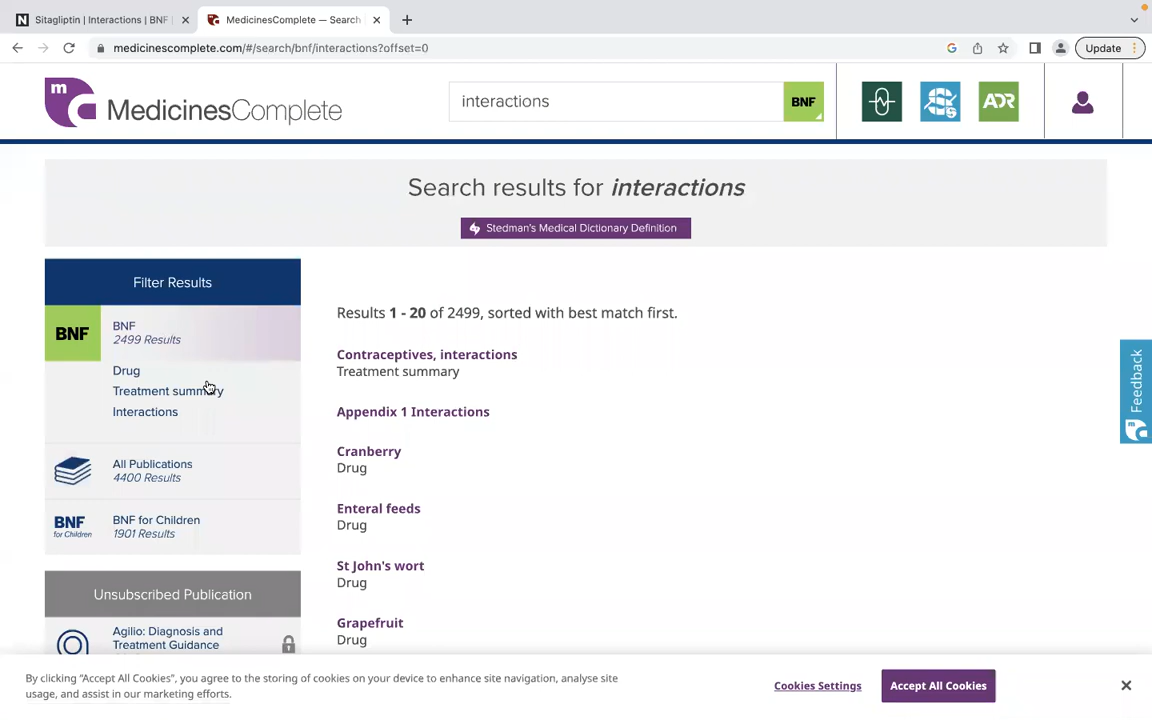 Sitagliptin | Interactions | BNF
MedicinesComplete — Search
medicinescomplete.com/#/search/bnf/interactions?offset=0
Update
mc MedicinesComplete
interactions
BNF
ADR
Search results for interactions
Stedman's Medical Dictionary Definition
Filter Results
BNF
BNF
2499 Results
Drug
Treatment summary
Interactions
All Publications
4400 Results
BNF
for Children
BNF for Children
1901 Results
Unsubscribed Publication
Agilio: Diagnosis and
Treatment Guidance
Results 1 - 20 of 2499, sorted with best match first.
Contraceptives, interactions
Treatment summary
Appendix 1 Interactions
Cranberry
Drug
Enteral feeds
Drug
St John's wort
Drug
Grapefruit
Drug
Feedback
By clicking “Accept All Cookies”, you agree to the storing of cookies on your device to enhance site navigation, analyse site
usage, and assist in our marketing efforts.
Cookies Settings
Accept All Cookies